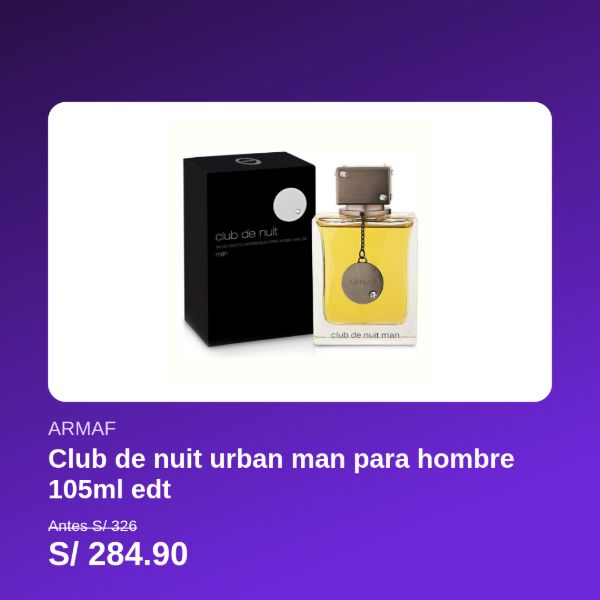 club de nuit
man
ARMAF
club de nuit man
ARMAF
Club de nuit urban man para hombre
105ml edt
Antes S/ 326
S/ 284.90